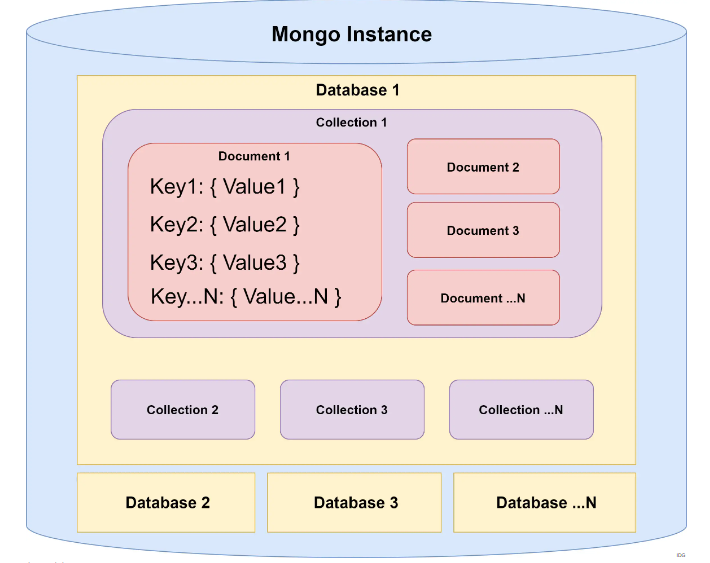 Mongo Instance
Database 1
Collection 1
Document 1
Key1: { Value1 }
Key2: { Value2 }
Key3: { Value3 }
Key...N: { Value...N }
Document 2
Document 3
Document ...N
Collection 2
Collection 3
Collection ...N
Database 2
Database 3
Database ...N
IDG